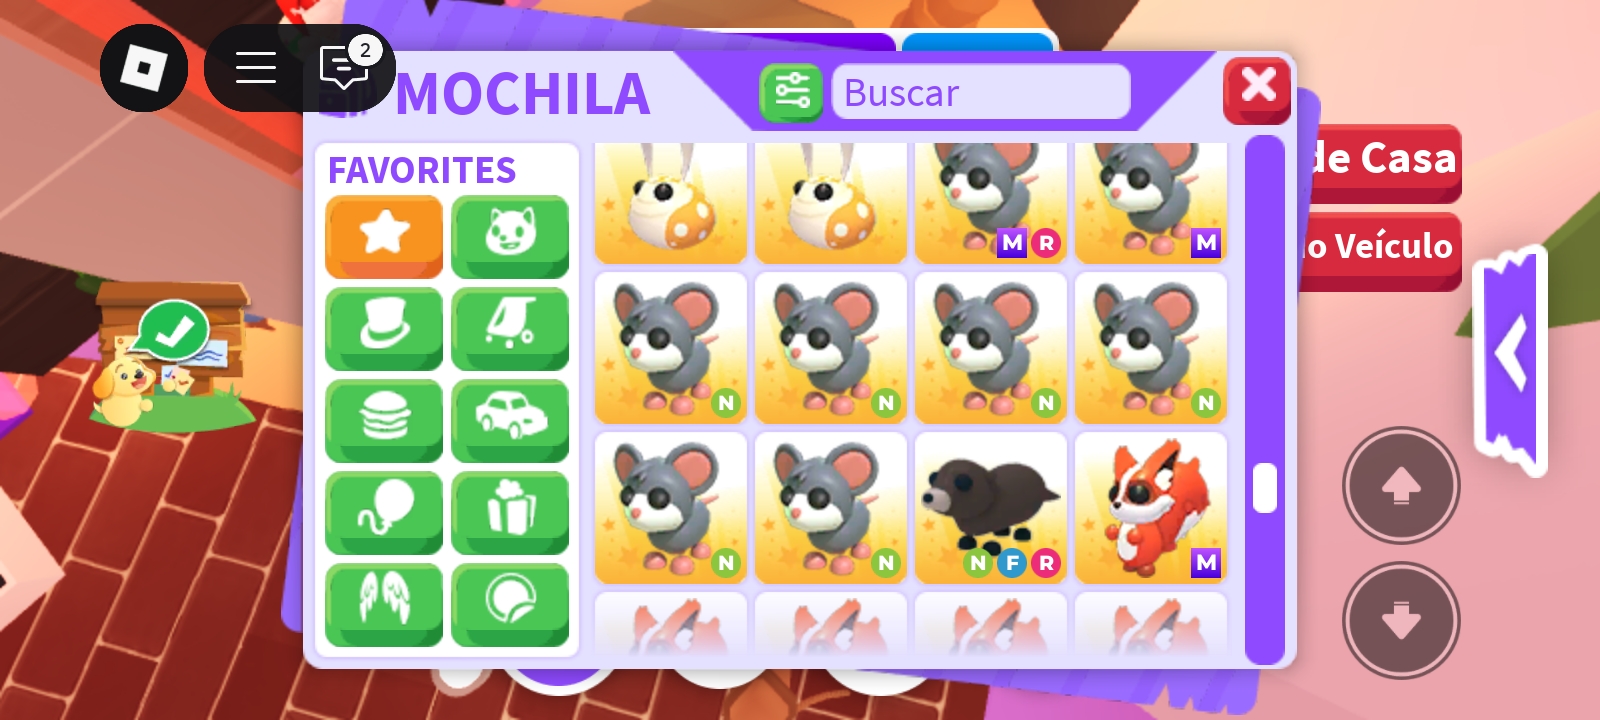 2
MOCHILA
Buscar
FAVORITES
de Casa
o Veículo
M R
M
N
N
N
N
N
N
N F R
M